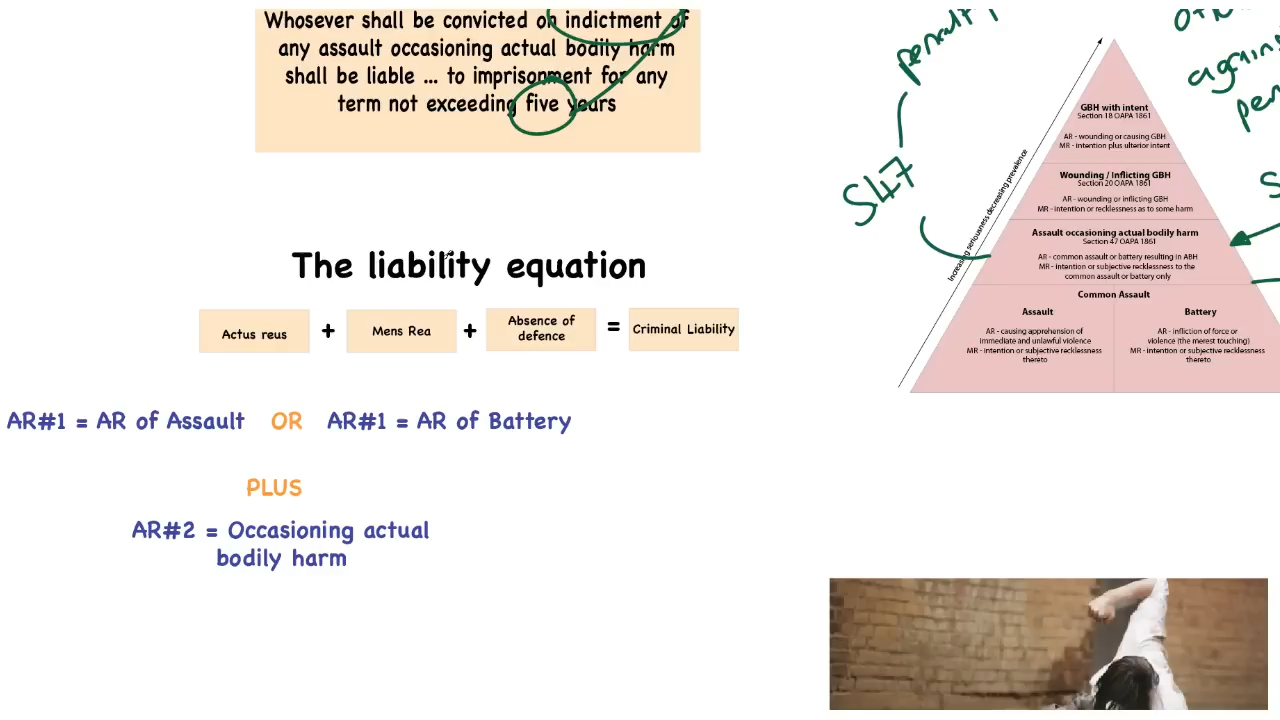 Whosoever shall be convicted on indictment of
any assault occasioning actual bodily harm
shall be liable ... to imprisonment for any
term not exceeding five years
penalty
S47
agains
The liability equation
Actus reus + Mens Rea + Absence of
defence = Criminal Liability
AR#1 = AR of Assault OR AR#1 = AR of Battery
PLUS
AR#2 = Occasioning actual
bodily harm
Increasing seriousness decreasing prevalence
GBH with intent
Section 18 OAPA 1861
AR - wounding or causing GBH
MR - intention plus ulterior intent
Wounding / Inflicting GBH
Section 20 OAPA 1861
AR - wounding or inflicting GBH
MR - intention or recklessness as to some harm
Assault occasioning actual bodily harm
Section 47 OAPA 1861
AR - common assault or battery resulting in ABH
MR - intention or subjective recklessness to the
common assault or battery only
Common Assault
Assault
AR - causing apprehension of
immediate and unlawful violence
MR - intention or subjective recklessness
thereto
Battery
AR - infliction of force or
violence (the merest touching)
MR - intention or subjective recklessness
thereto